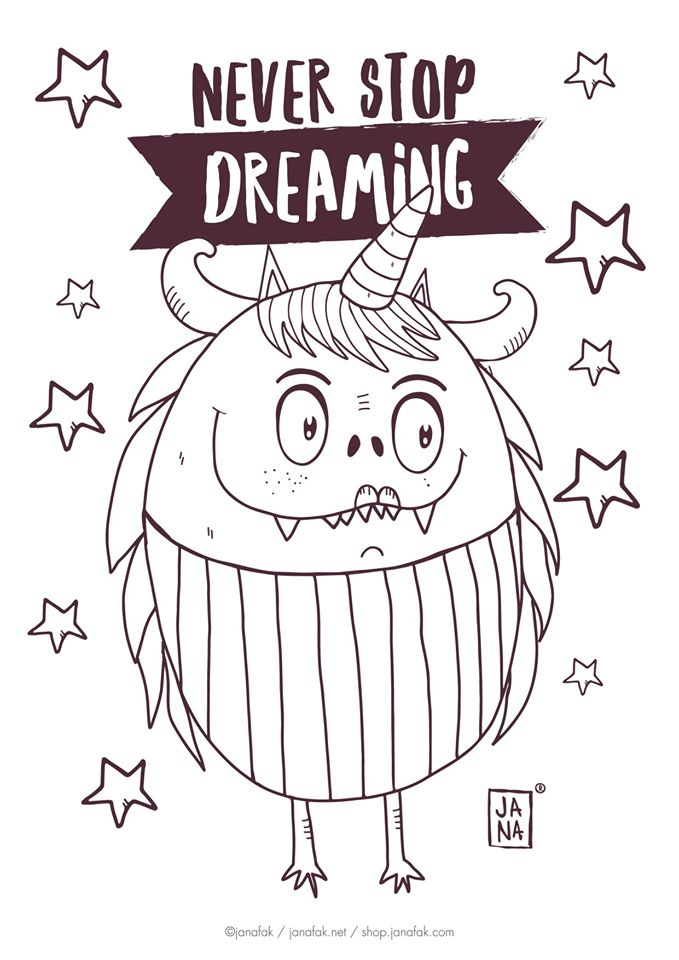 NEVER STOP
DREAMiNG
JA
NA
®
©janafak / janafak.net / shop.janafak.com